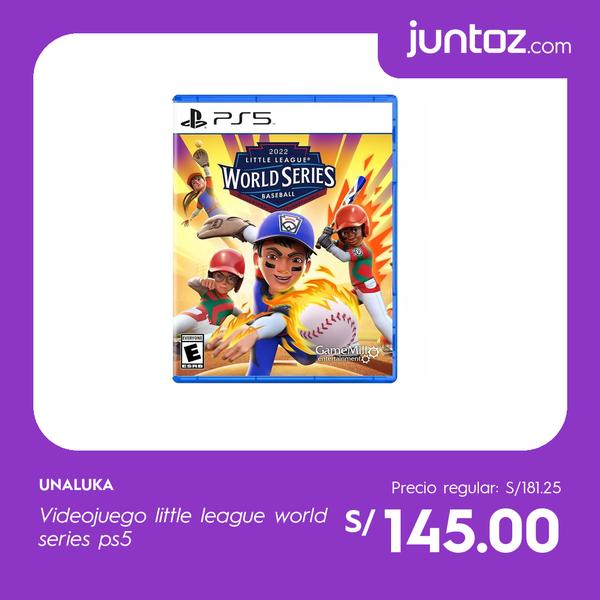 juntoz.com
PS5
2022
LITTLE LEAGUE®
WORLD SERIES
BASEBALL
EVERYONE
E
ESRB
GameMill
entertainment
UNALUKA
Precio regular: S/181.25
Videojuego little league world
series ps5
S/145.00